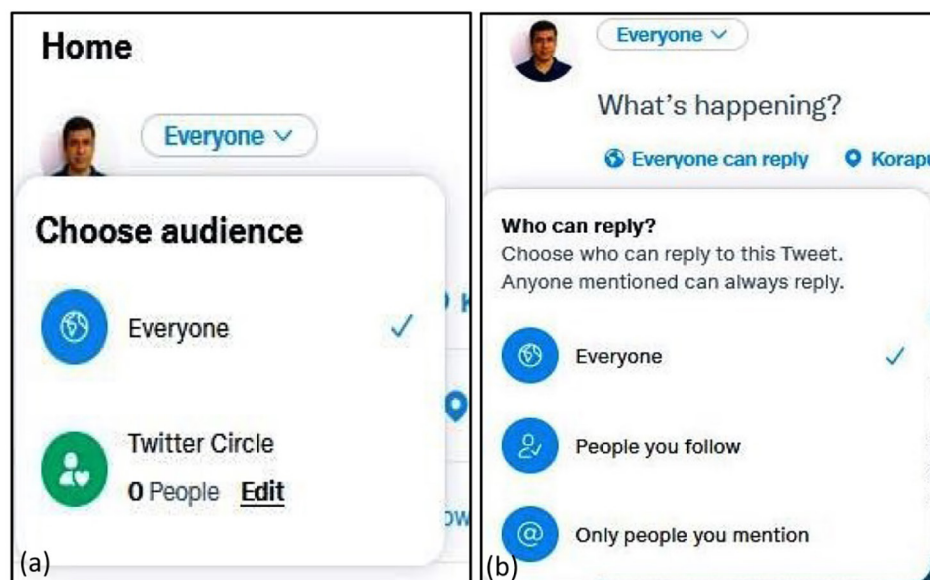 Home
Everyone
Choose audience
Everyone
Twitter Circle
0 People Edit
(a)
Everyone
What's happening?
Everyone can reply
Who can reply?
Choose who can reply to this Tweet.
Anyone mentioned can always reply.
Everyone
People you follow
@ Only people you mention
(b)